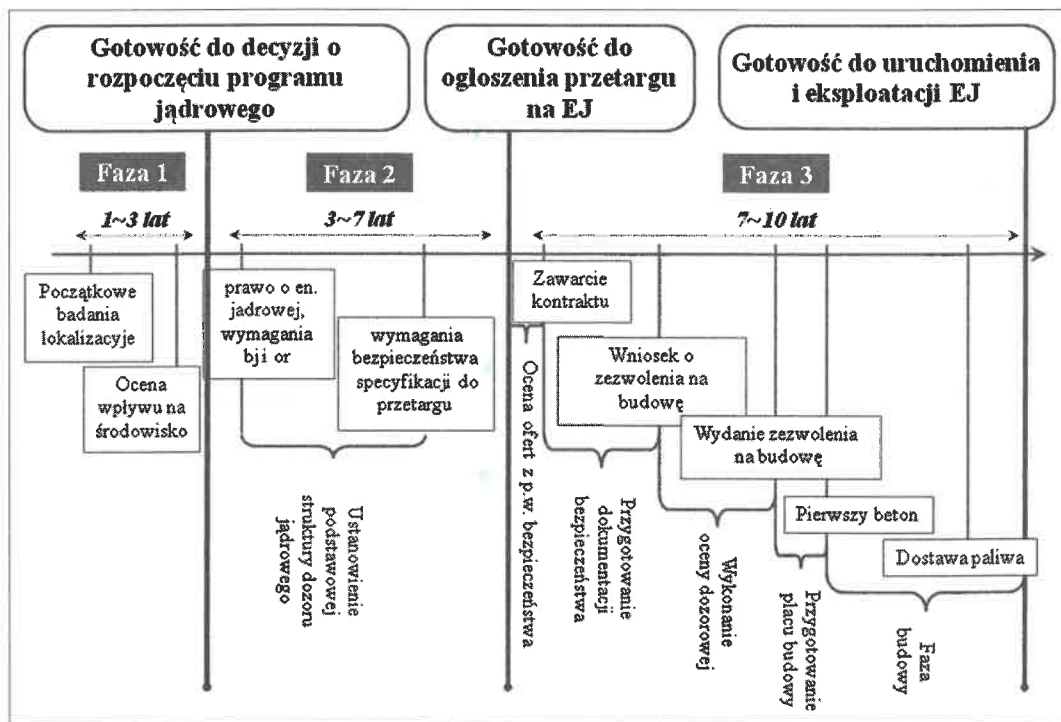 Gotowość do decyzji o
rozpoczęciu programu
jądrowego
Gotowość do
ogłoszenia przetargu
na EJ
Gotowość do uruchomienia
i eksploatacji EJ
Faza 1
Faza 2
Faza 3
1~3 lat
3~7 lat
7~10 lat
Początkowe
badania
lokalizacyje
Ocena
wpływu na
środowisko
prawo o en.
jadrowej,
wymagania
bj i or
wymagania
bezpieczeństwa
specyfikacji do
przetargu
Ustanowienie
podstawowej
struktury dozoru
jądrowego
Zawarcie
kontraktu
Ocena ofert z p.w. bezpieczeństwa
Wniosek o
zezwolenia na
budowę
Przygotowanie
dokumentacji
bezpieczeństwa
Wydanie zezwolenia
na budowę
Wykonanie
oceny dozorowej
Pierwszy beton
Przygotowanie
placu budowy
Dostawa paliwa
Faza
budowy